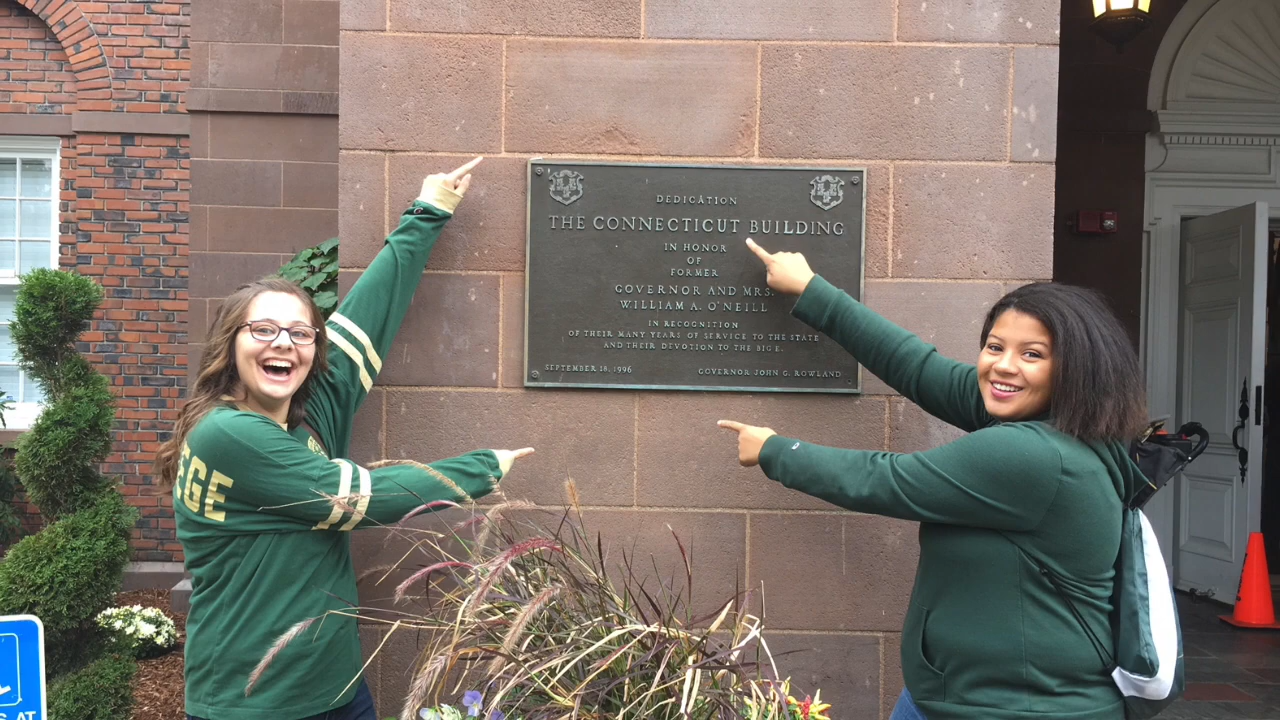 DEDICATION
THE CONNECTICUT BUILDING
IN HONOR
OF
FORMER
GOVERNOR AND MRS.
WILLIAM A. O'NEILL
IN RECOGNITION
OF THEIR MANY YEARS OF SERVICE TO THE STATE
AND THEIR DEVOTION TO THE BIG E.
SEPTEMBER 18, 1996 GOVERNOR JOHN G. ROWLAND
EGE
S AT